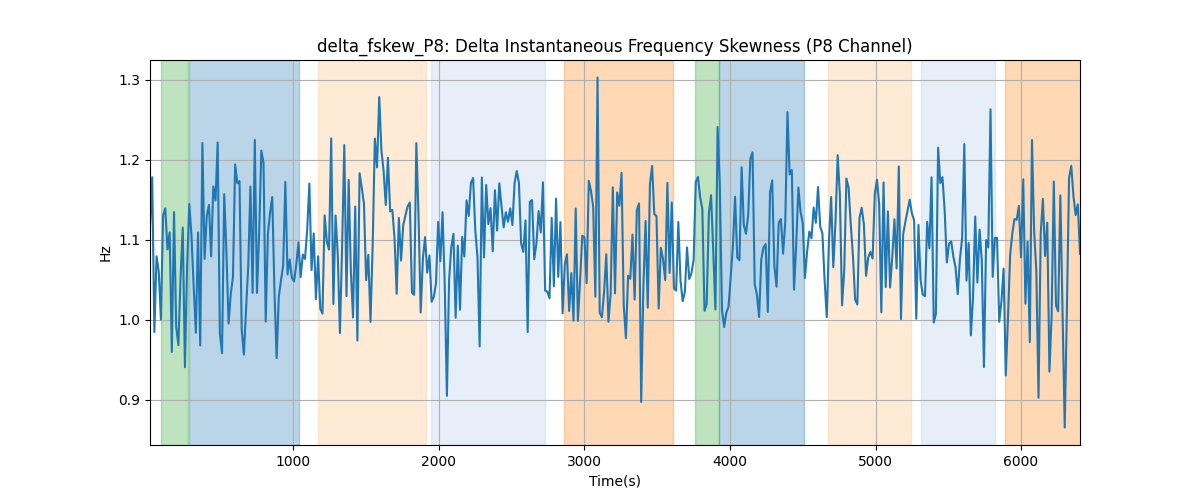 delta_fskew_P8: Delta Instantaneous Frequency Skewness (P8 Channel)
1.3
1.2
1.1
1.0
0.9
Hz
1000 2000 3000 4000 5000 6000
Time(s)